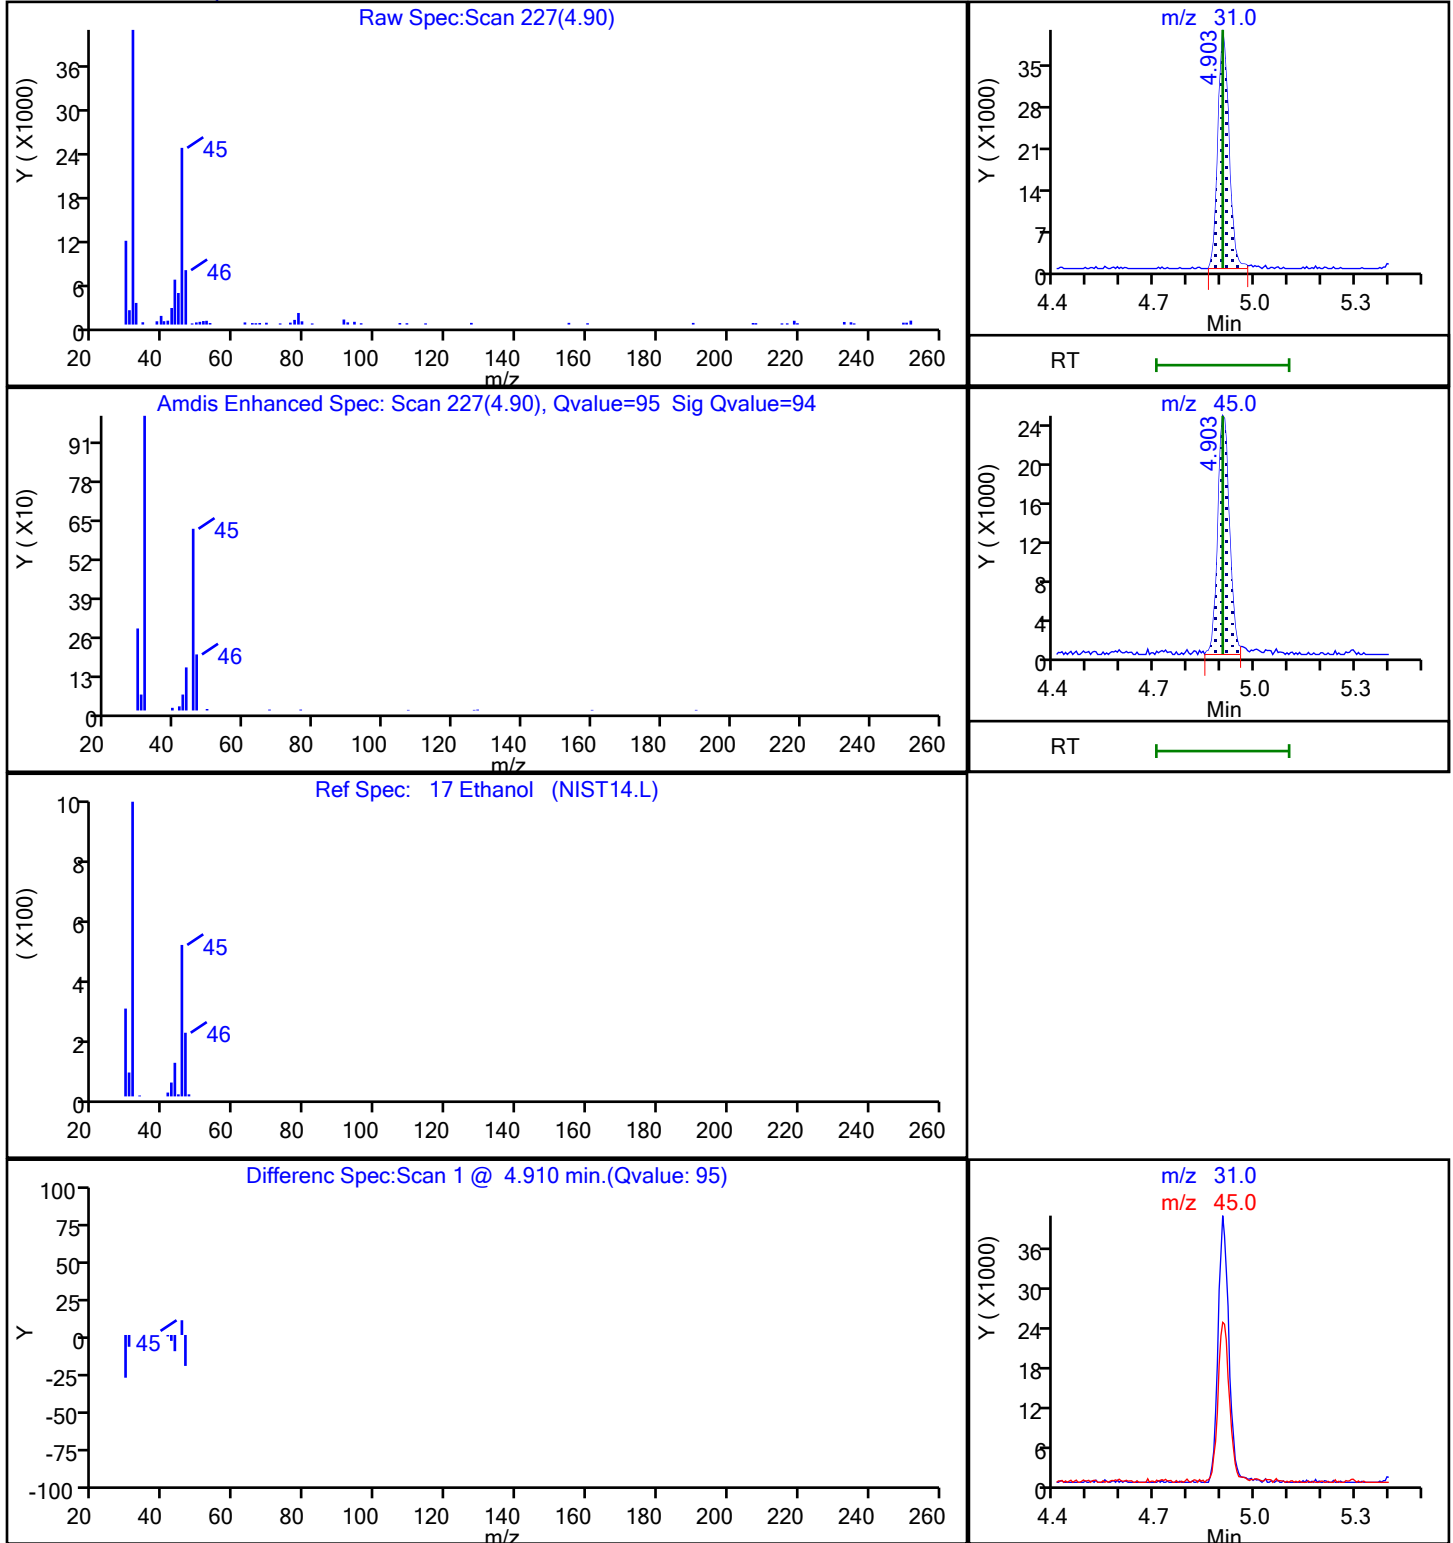 Raw Spec:Scan 227(4.90)
Y ( X1000)
36
30
24
18
12
6
0
45
46
20 40 60 80 100 120 140 160 180 200 220 240 260
m/z
m/z 31.0
4.903
Y ( X1000)
35
28
21
14
7
0
4.4 4.7 5.0 5.3
Min
RT
Amdis Enhanced Spec: Scan 227(4.90), Qvalue=95 Sig Qvalue=94
Y ( X10)
91
78
65
52
39
26
13
0
45
46
20 40 60 80 100 120 140 160 180 200 220 240 260
m/z
m/z 45.0
4.903
Y ( X1000)
24
20
16
12
8
4
0
4.4 4.7 5.0 5.3
Min
RT
Ref Spec: 17 Ethanol (NIST14.L)
( X100)
10
8
6
4
2
0
45
46
20 40 60 80 100 120 140 160 180 200 220 240 260
Differenc Spec:Scan 1 @ 4.910 min.(Qvalue: 95)
Y
100
75
50
25
0
-25
-50
-75
-100
45
20 40 60 80 100 120 140 160 180 200 220 240 260
m/z
m/z 31.0
m/z 45.0
Y ( X1000)
36
30
24
18
12
6
0
4.4 4.7 5.0 5.3
Min